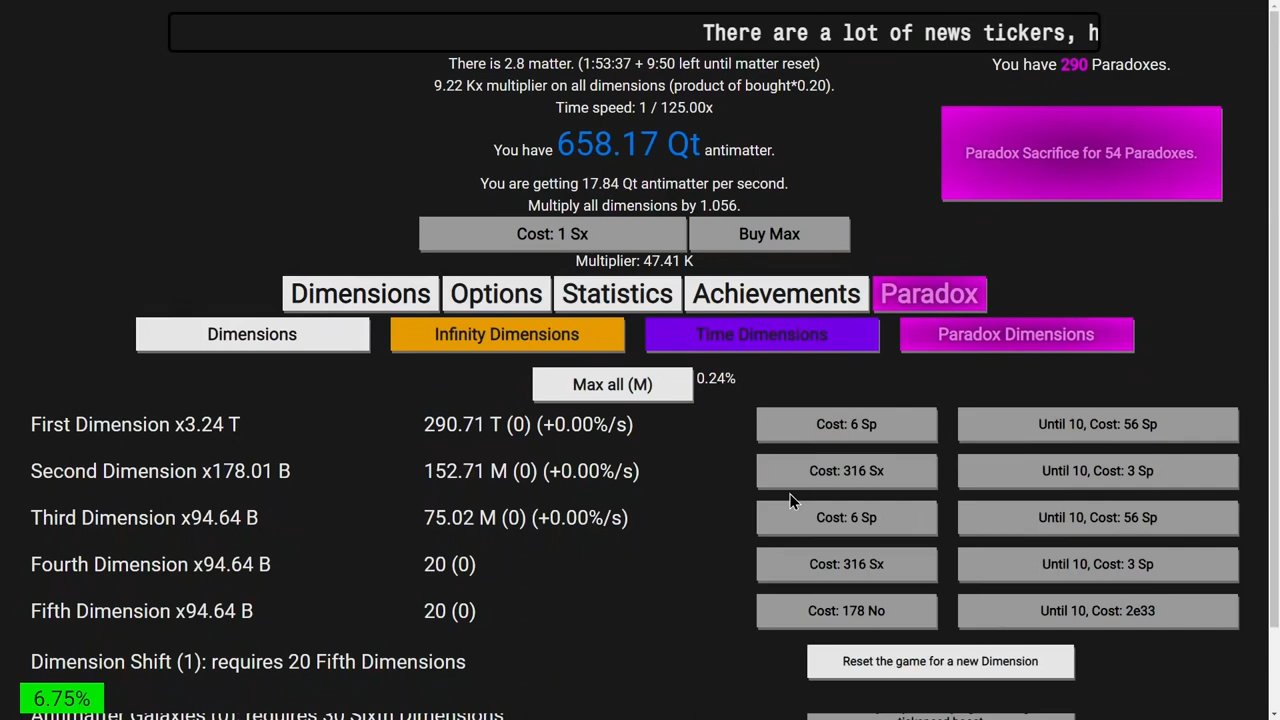 There are a lot of news tickers, h
There is 2.8 matter. (1:53:37 + 9:50 left until matter reset)
You have 290 Paradoxes.
9.22 Kx multiplier on all dimensions (product of bought*0.20).
Time speed: 1 / 125.00x
You have 658.17 Qt antimatter.
Paradox Sacrifice for 54 Paradoxes.
You are getting 17.84 Qt antimatter per second.
Multiply all dimensions by 1.056.
Cost: 1 Sx Buy Max
Multiplier: 47.41 K
Dimensions Options Statistics Achievements Paradox
Dimensions Infinity Dimensions Time Dimensions Paradox Dimensions
Max all (M) 0.24%
First Dimension x3.24 T 290.71 T (0) (+0.00%/s) Cost: 6 Sp Until 10, Cost: 56 Sp
Second Dimension x178.01 B 152.71 M (0) (+0.00%/s) Cost: 316 Sx Until 10, Cost: 3 Sp
Third Dimension x94.64 B 75.02 M (0) (+0.00%/s) Cost: 6 Sp Until 10, Cost: 56 Sp
Fourth Dimension x94.64 B 20 (0) Cost: 316 Sx Until 10, Cost: 3 Sp
Fifth Dimension x94.64 B 20 (0) Cost: 178 No Until 10, Cost: 2e33
Dimension Shift (1): requires 20 Fifth Dimensions Reset the game for a new Dimension
6.75%
Antimatter Galaxies (0): requires 30 Sixth Dimensions
tickspeed boost